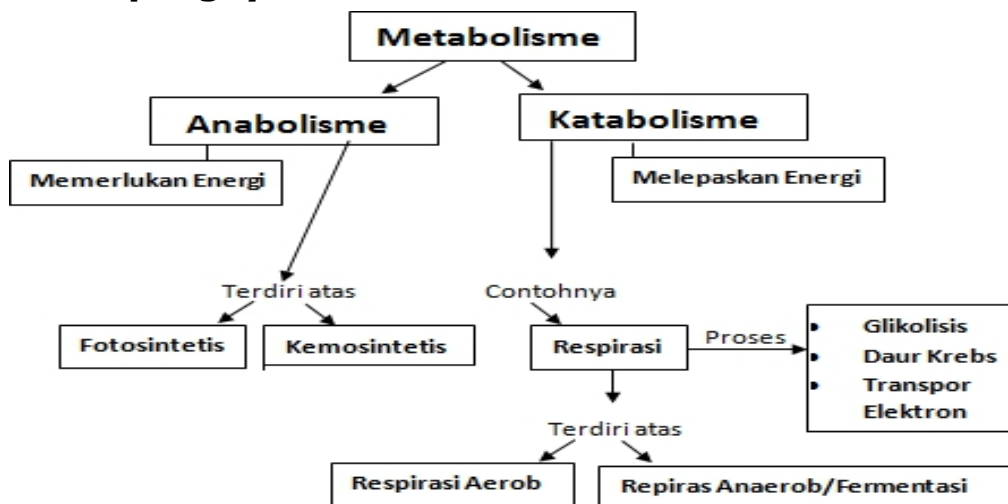 Metabolisme
Anabolisme
Katabolisme
Memerlukan Energi
Melepaskan Energi
Terdiri atas
Contohnya
Fotosintetis
Kemosintetis
Respirasi
Proses
Glikolisis
Daur Krebs
Transpor
Elektron
Terdiri atas
Respirasi Aerob
Repiras Anaerob/Fermentasi